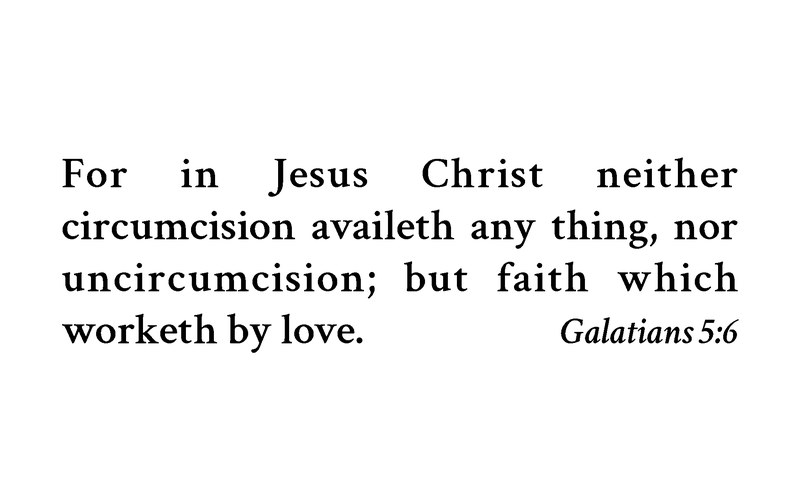 For in Jesus Christ neither
circumcision availeth any thing, nor
uncircumcision; but faith which
worketh by love. Galatians 5:6